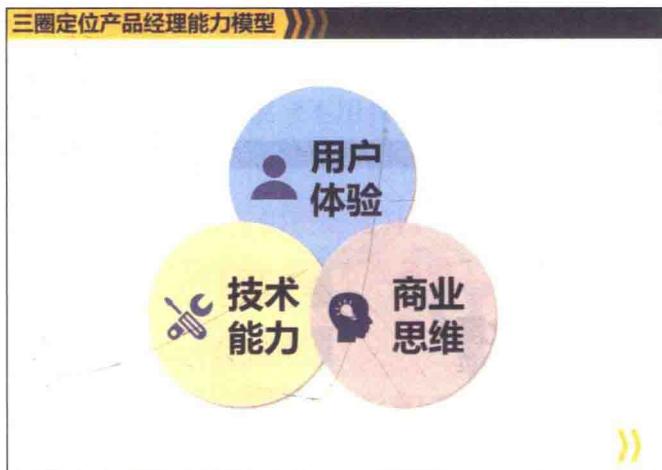 三圈定位产品经理能力模型
用户
体验
技术
能力
商业
思维